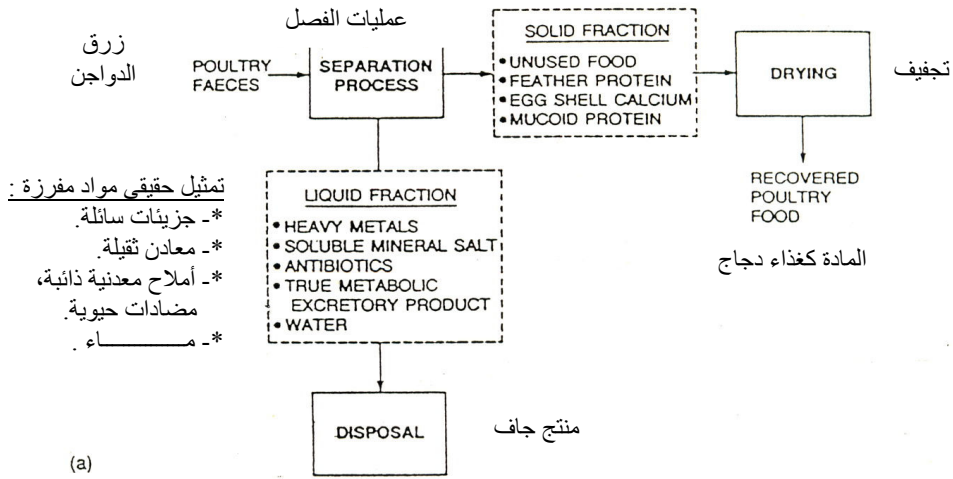 عمليات الفصل
زرق
الدواجن
POULTRY
FAECES
SEPARATION
PROCESS
SOLID FRACTION
• UNUSED FOOD
• FEATHER PROTEIN
• EGG SHELL CALCIUM
• MUCOID PROTEIN
DRYING
تجفيف
RECOVERED
POULTRY
FOOD
المادة كغذاء دجاج
تمثيل حقيقي مواد مفرزة :
*- جزيئات سائلة.
*- معادن ثقيلة.
*- أملاح معدنية ذائبة،
مضادات حيوية.
*- مــــــــــاء .
LIQUID FRACTION
• HEAVY METALS
• SOLUBLE MINERAL SALT
• ANTIBIOTICS
• TRUE METABOLIC
EXCRETORY PRODUCT
• WATER
DISPOSAL
منتج جاف
(a)